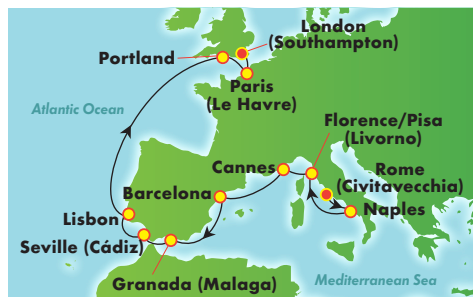 London
(Southampton)
Portland
Paris
(Le Havre)
Atlantic Ocean
Florence/Pisa
(Livorno)
Cannes
Rome
(Civitavecchia)
Barcelona
Naples
Lisbon
Seville (Cádiz)
Granada (Malaga)
Mediterranean Sea